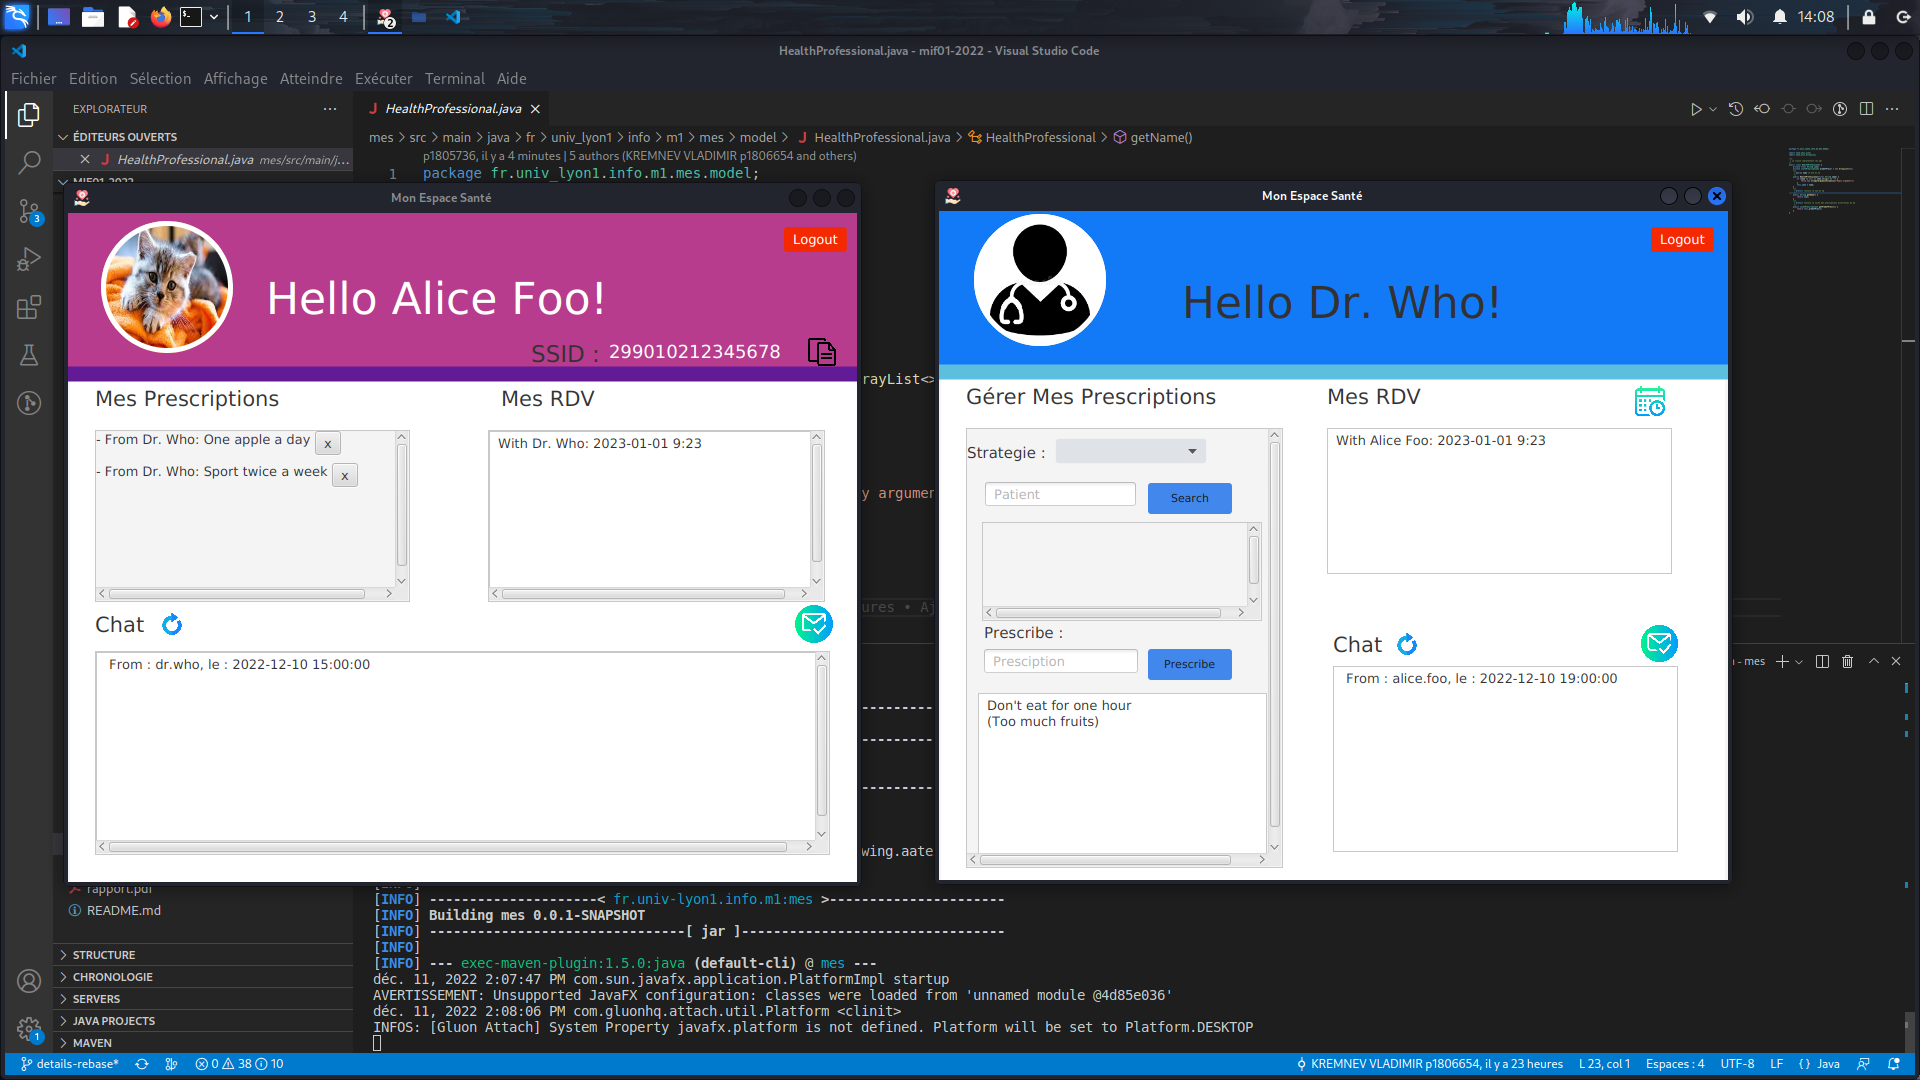 1 2 3 4
2
14:08
HealthProfessional.java - mif01-2022 - Visual Studio Code
Fichier Edition Sélection Affichage Atteindre Exécuter Terminal Aide
EXPLORATEUR
HealthProfessional.java
ÉDITEURS OUVERTS
mes > src > main > java > fr > univ_lyon1 > info > m1 > mes > model > HealthProfessional.java > HealthProfessional > getName()
HealthProfessional.java mes/src/main/j...
p1805736, il y a 4 minutes | 5 authors (KREMNEV VLADIMIR p1806654 and others)
1 package fr.univ_lyon1.info.m1.mes.model;
MIF01-2022
3
Mon Espace Santé
Logout
Hello Alice Foo!
SSID : 299010212345678
Mes Prescriptions
Mes RDV
- From Dr. Who: One apple a day x
- From Dr. Who: Sport twice a week x
With Dr. Who: 2023-01-01 9:23
Chat
From : dr.who, le : 2022-12-10 15:00:00
rayList<>
y argumen
ures • Aj
wing.aate
Mon Espace Santé
Logout
Hello Dr. Who!
Gérer Mes Prescriptions
Mes RDV
Strategie :
With Alice Foo: 2023-01-01 9:23
Patient
Search
Prescribe :
Presciption
Prescribe
Don't eat for one hour
(Too much fruits)
Chat
From : alice.foo, le : 2022-12-10 19:00:00
- mes
rapport.pdf
README.md
STRUCTURE
CHRONOLOGIE
SERVERS
JAVA PROJECTS
MAVEN
1
[INFO]
[INFO] ---------------------< fr.univ-lyon1.info.m1:mes >----------------------
[INFO] Building mes 0.0.1-SNAPSHOT
[INFO] --------------------------------[ jar ]---------------------------------
[INFO]
[INFO] --- exec-maven-plugin:1.5.0:java (default-cli) @ mes ---
déc. 11, 2022 2:07:47 PM com.sun.javafx.application.PlatformImpl startup
AVERTISSEMENT: Unsupported JavaFX configuration: classes were loaded from 'unnamed module @4d85e036'
déc. 11, 2022 2:08:06 PM com.gluonhq.attach.util.Platform <clinit>
INFOS: [Gluon Attach] System Property javafx.platform is not defined. Platform will be set to Platform.DESKTOP
details-rebase* 0 38 10
KREMNEV VLADIMIR p1806654, il y a 23 heures L 23, col 1 Espaces : 4 UTF-8 LF {} Java